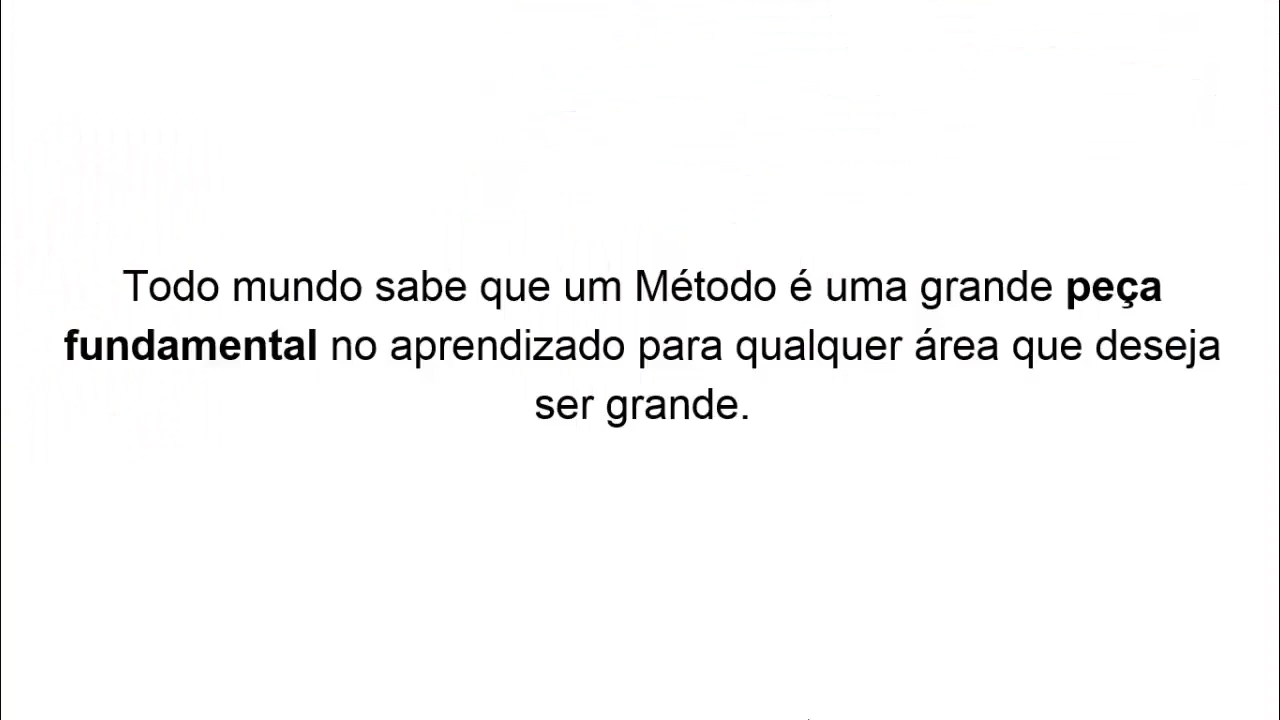 Todo mundo sabe que um Método é uma grande peça
fundamental no aprendizado para qualquer área que deseja
ser grande.